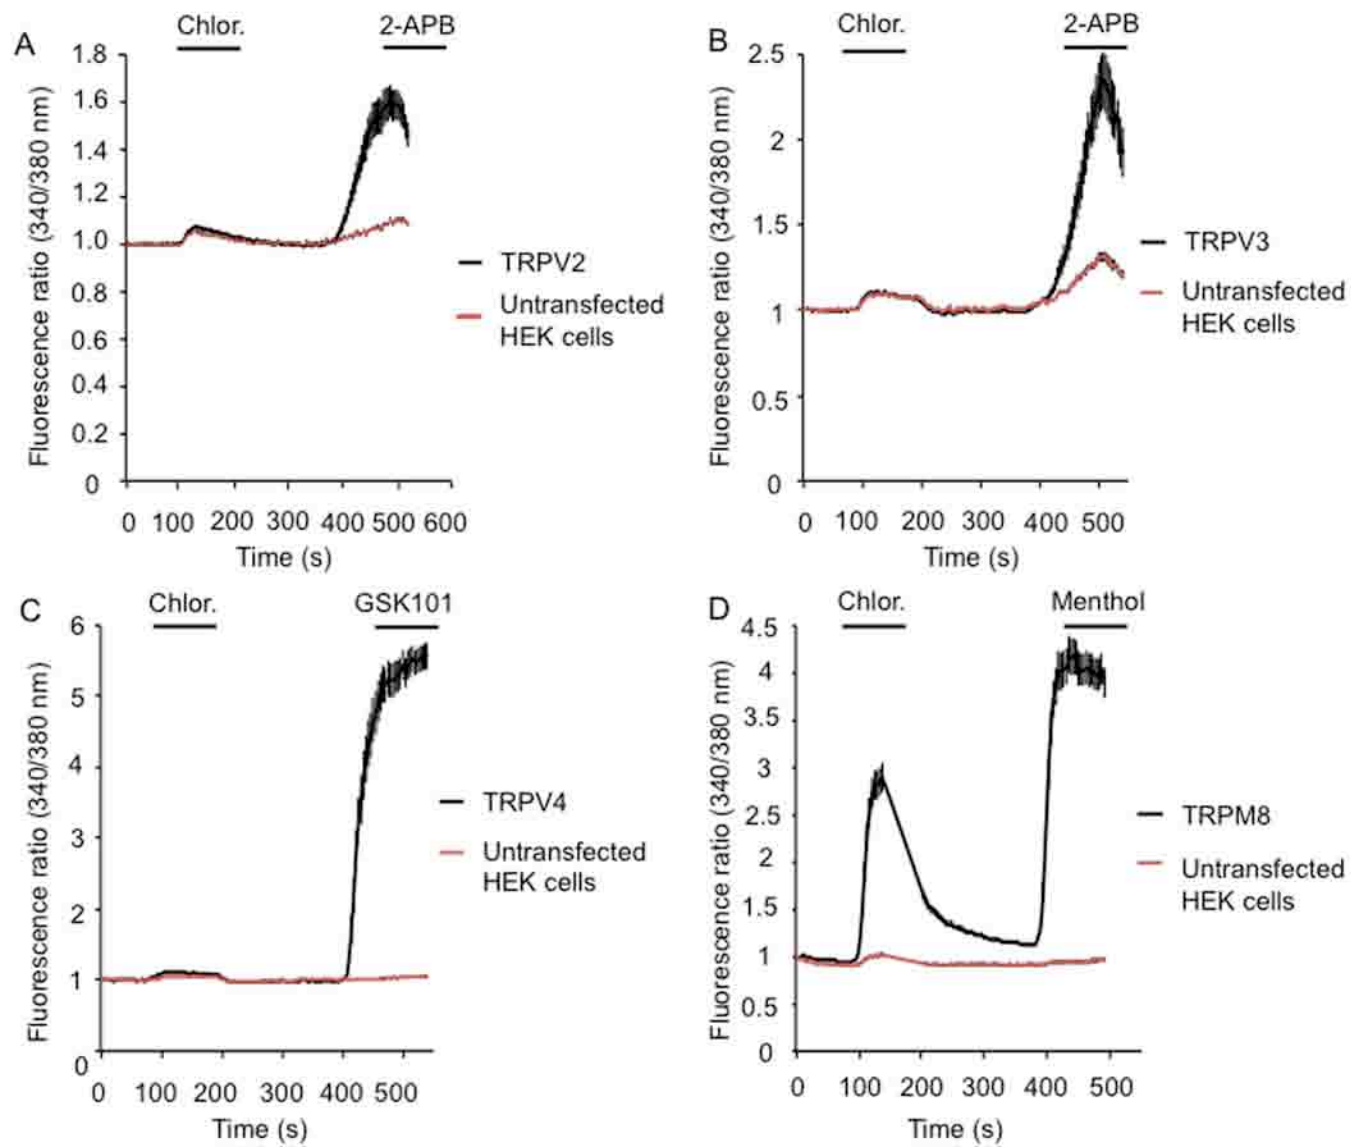 A
Chlor.
2-APB
Fluorescence ratio (340/380 nm)
1.8
1.6
1.4
1.2
1.0
0.8
0.6
0.4
0.2
0
0 100 200 300 400 500 600
Time (s)
TRPV2
Untransfected
HEK cells
B
Chlor.
2-APB
Fluorescence ratio (340/380 nm)
2.5
2
1.5
1
0.5
0
0 100 200 300 400 500
Time (s)
TRPV3
Untransfected
HEK cells
C
Chlor.
GSK101
Fluorescence ratio (340/380 nm)
6
5
4
3
2
1
0
0 100 200 300 400 500
Time (s)
TRPV4
Untransfected
HEK cells
D
Chlor.
Menthol
Fluorescence ratio (340/380 nm)
4.5
4
3.5
3
2.5
2
1.5
1
0.5
0
0 100 200 300 400 500
Time (s)
TRPM8
Untransfected
HEK cells